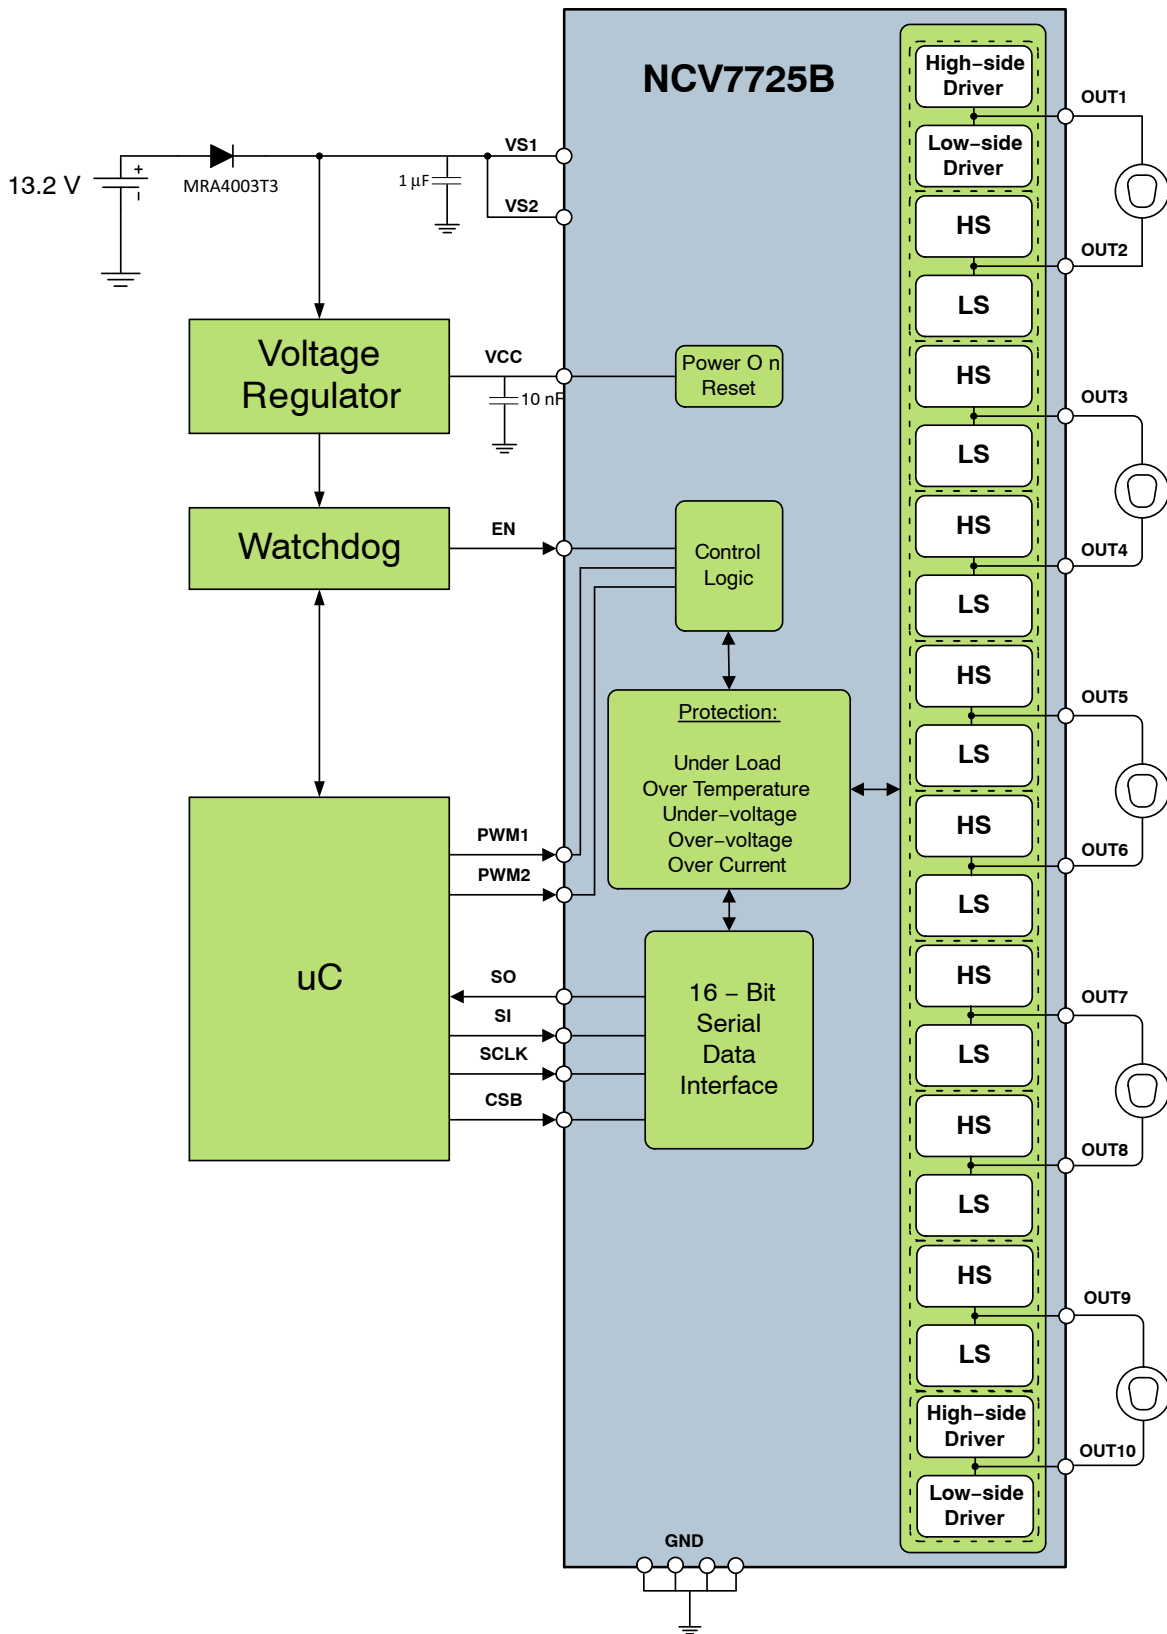 NCV7725B
High−side
Driver
OUT1
Low−side
Driver
VS1
13.2 V
+
−
MRA4003T3
1 μF
VS2
HS
OUT2
LS
Voltage
Regulator
VCC
10 nF
Power O n
Reset
HS
OUT3
LS
Watchdog
EN
Control
Logic
HS
OUT4
LS
Protection:
Under Load
Over Temperature
Under−voltage
Over−voltage
Over Current
HS
OUT5
LS
HS
OUT6
LS
uC
PWM1
PWM2
SO
SI
SCLK
CSB
16 − Bit
Serial
Data
Interface
HS
OUT7
LS
HS
OUT8
LS
HS
OUT9
LS
High−side
Driver
OUT10
Low−side
Driver
GND